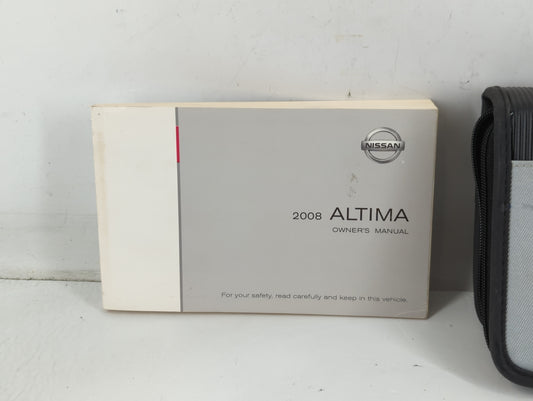 NISSAN
2008 ALTIMA
OWNER'S MANUAL
For your safety, read carefully and keep in this vehicle.